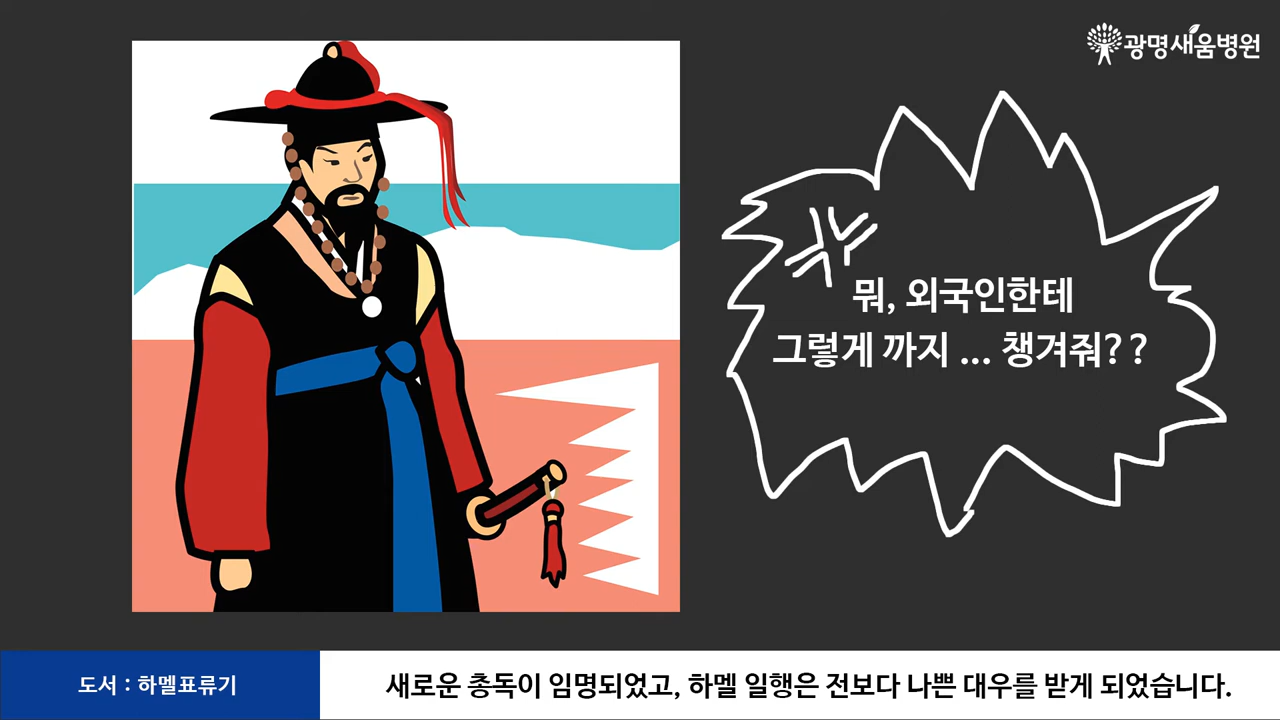 광명새움병원
뭐, 외국인한테
그렇게 까지 ... 챙겨줘??
도서 : 하멜표류기
새로운 총독이 임명되었고, 하멜 일행은 전보다 나쁜 대우를 받게 되었습니다.